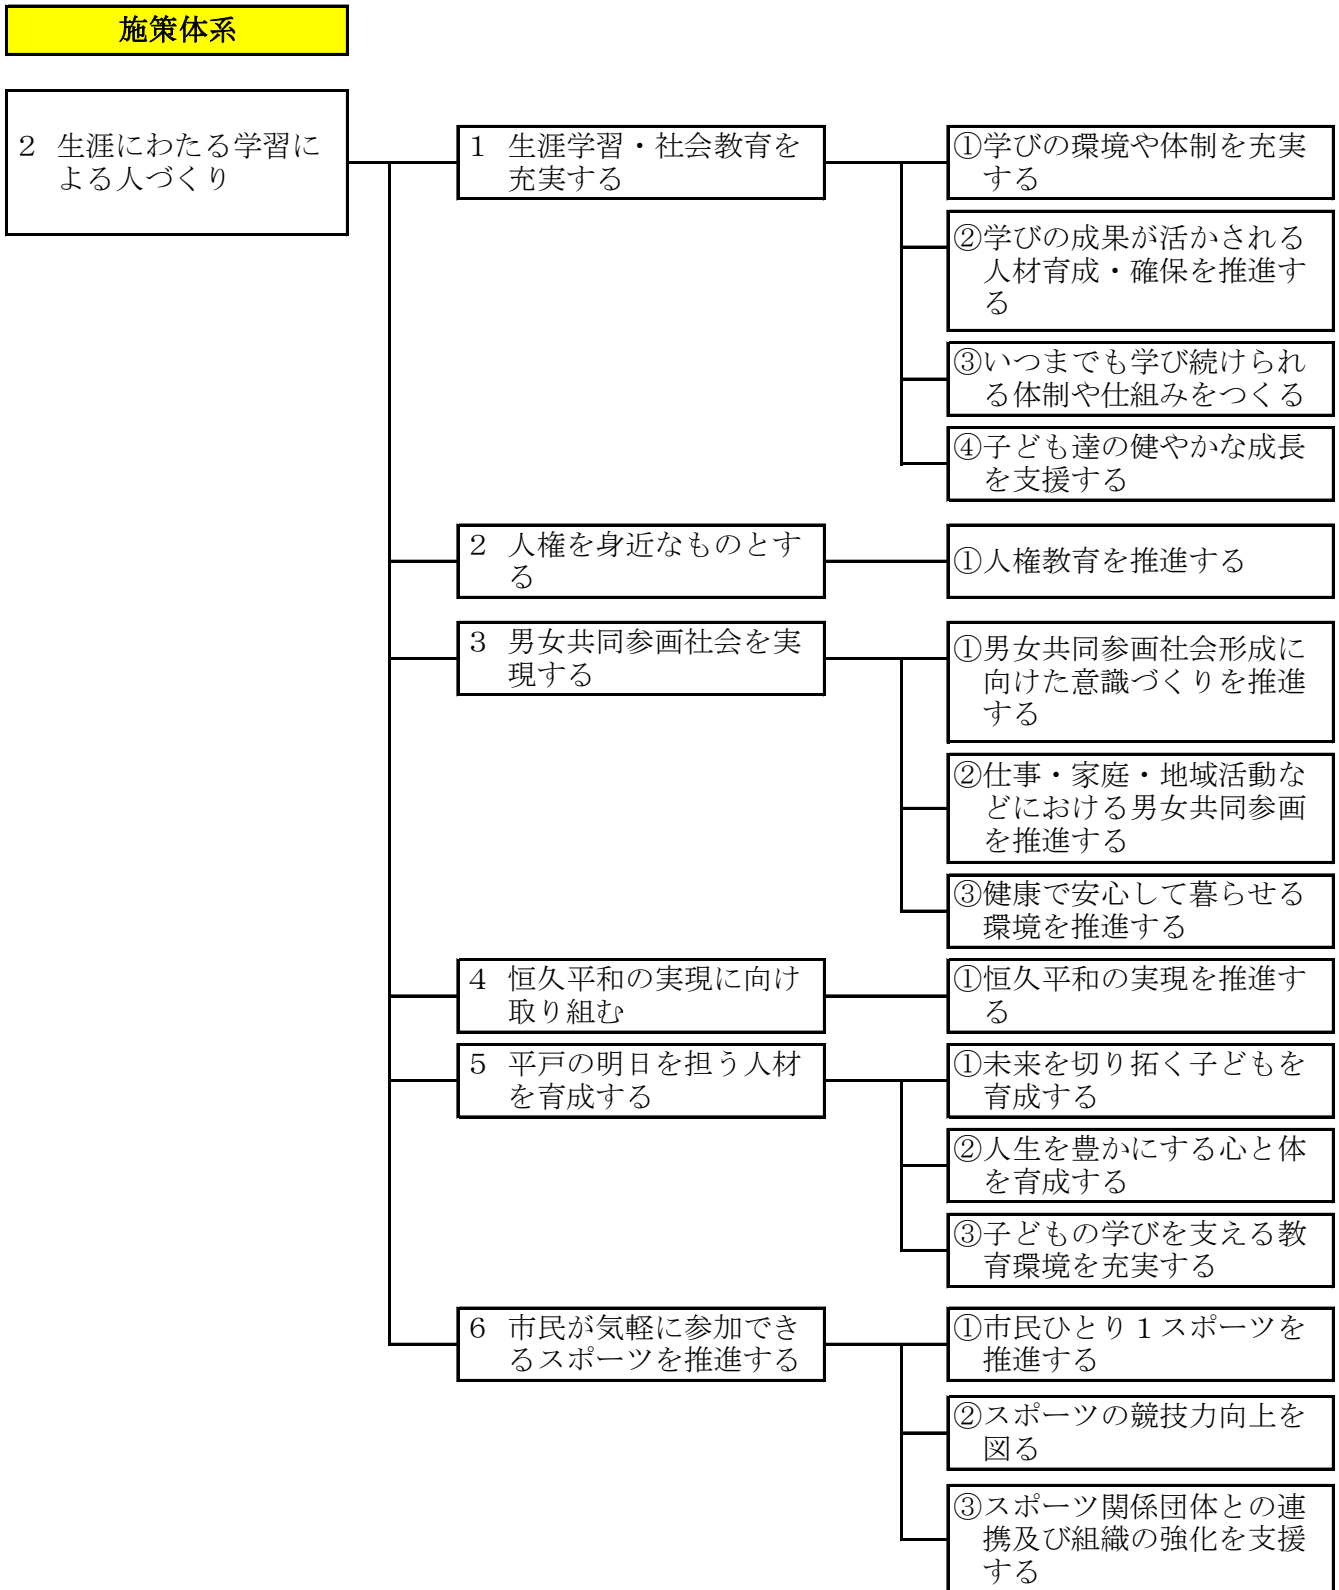 施策体系
2 生涯にわたる学習に
よる人づくり
1 生涯学習・社会教育を
充実する
①学びの環境や体制を充実
する
②学びの成果が活かされる
人材育成・確保を推進す
る
③いつまでも学び続けられ
る体制や仕組みをつくる
④子ども達の健やかな成長
を支援する
2 人権を身近なものとす
る
①人権教育を推進する
3 男女共同参画社会を実
現する
①男女共同参画社会形成に
向けた意識づくりを推進
する
②仕事・家庭・地域活動な
どにおける男女共同参画
を推進する
③健康で安心して暮らせる
環境を推進する
4 恒久平和の実現に向け
取り組む
①恒久平和の実現を推進す
る
5 平戸の明日を担う人材
を育成する
①未来を切り拓く子どもを
育成する
②人生を豊かにする心と体
を育成する
③子どもの学びを支える教
育環境を充実する
6 市民が気軽に参加でき
るスポーツを推進する
①市民ひとり1スポーツを
推進する
②スポーツの競技力向上を
図る
③スポーツ関係団体との連
携及び組織の強化を支援
する